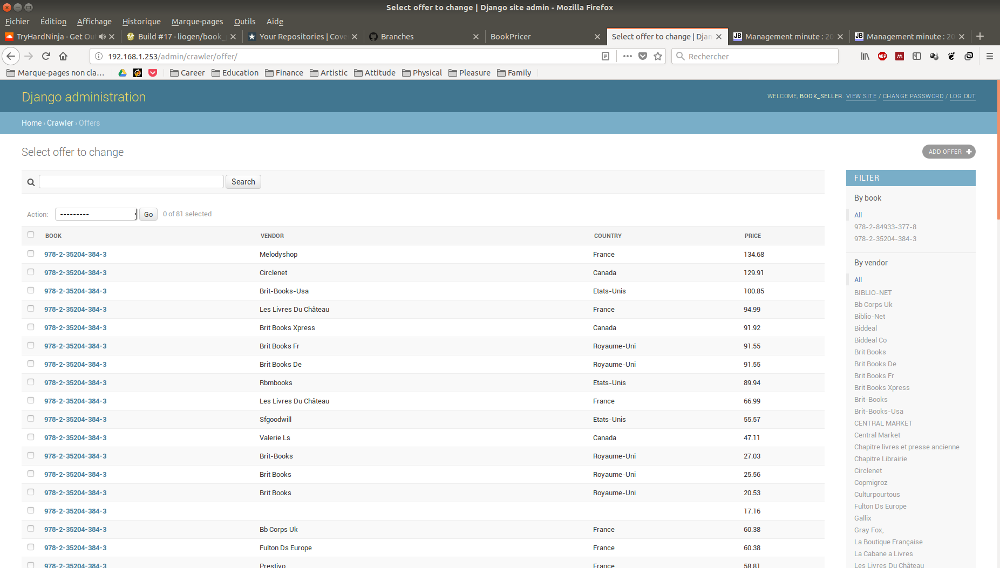 Select offer to change | Django site admin - Mozilla Firefox
Fichier Édition Affichage Historique Marque-pages Outils Aide
TryHardNinja - Get Ou Build #17 - llogen/book_ Your Repositories | Cove Branches BookPricer Select offer to change | Djan Management minute : 20 Management minute : 20
192.168.1.253/admin/crawler/offer/ Rechercher
Marque-pages non cla... Career Education Finance Artistic Attitude Physical Pleasure Family
Django administration
WELCOME, BOOK_SELLER. VIEW SITE / CHANGE PASSWORD / LOG OUT
Home › Crawler › Offers
Select offer to change
ADD OFFER +
Search
Action: --------- Go 0 of 81 selected
BOOK VENDOR COUNTRY PRICE
978-2-35204-384-3 Melodyshop France 134.68
978-2-35204-384-3 Circlenet Canada 129.91
978-2-35204-384-3 Brit-Books-Usa Etats-Unis 100.85
978-2-35204-384-3 Les Livres Du Château France 94.99
978-2-35204-384-3 Brit Books Xpress Canada 91.92
978-2-35204-384-3 Brit Books Fr Royaume-Uni 91.55
978-2-35204-384-3 Brit Books De Royaume-Uni 91.55
978-2-35204-384-3 Rbmbooks Etats-Unis 89.94
978-2-35204-384-3 Les Livres Du Château France 66.99
978-2-35204-384-3 Sfgoodwill Etats-Unis 55.57
978-2-35204-384-3 Valerie Ls Canada 47.11
978-2-35204-384-3 Brit-Books Royaume-Uni 27.03
978-2-35204-384-3 Brit Books Royaume-Uni 25.56
978-2-35204-384-3 Brit Books Royaume-Uni 20.53
978-2-35204-384-3 17.16
978-2-35204-384-3 Bb Corps Uk France 60.38
978-2-35204-384-3 Fulton Ds Europe France 60.38
978-2-35204-384-3 Prestivo France 58.81
FILTER
By book
All
978-2-84933-377-8
978-2-35204-384-3
By vendor
All
BIBLIO-NET
Bb Corps Uk
Biblio-Net
Biddeal
Biddeal Co
Brit Books
Brit Books De
Brit Books Fr
Brit Books Xpress
Brit-Books
Brit-Books-Usa
CENTRAL MARKET
Central Market
Chapitre livres et presse ancienne
Chapitre Librairie
Circlenet
Copmigroz
Culturpourtous
Fulton Ds Europe
Gallix
Gray Fox,
La Boutique Française
La Cabane a Livres
Les Livres Du Château